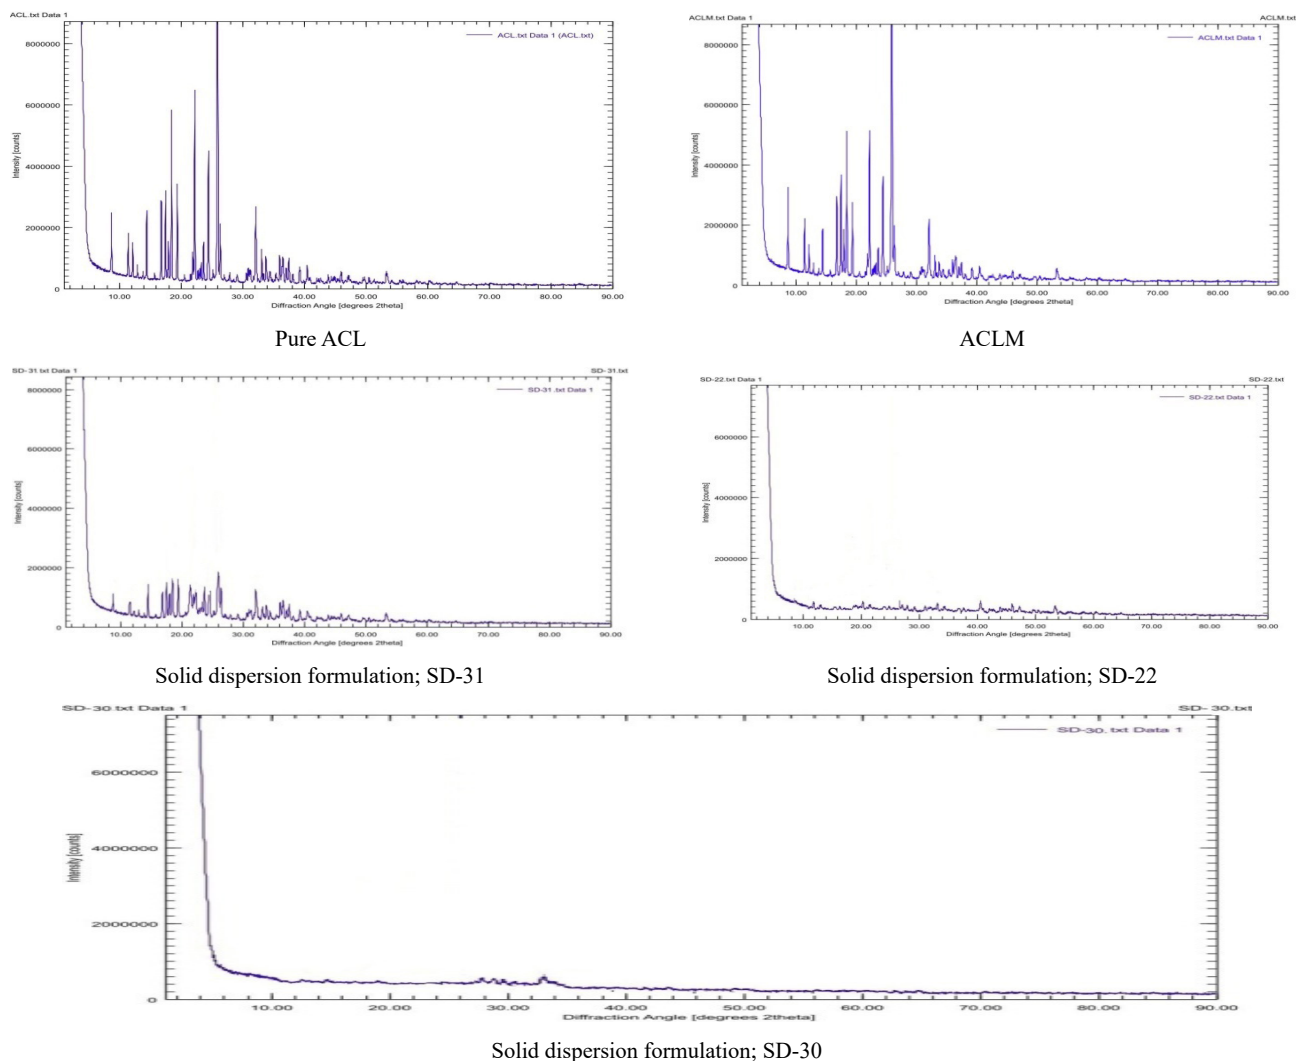 ACL.txt Data 1
ACL.txt Data 1 (ACL.txt)
8000000
6000000
4000000
2000000
0
Intensity [counts]
10.00 20.00 30.00 40.00 50.00 60.00 70.00 80.00 90.00
Diffraction Angle [degrees 2theta]
Pure ACL
ACLM.txt Data 1 ACLM.txt
ACLM.txt Data 1
8000000
6000000
4000000
2000000
0
Intensity [counts]
10.00 20.00 30.00 40.00 50.00 60.00 70.00 80.00 90.00
Diffraction Angle [degrees 2theta]
ACLM
SD-31.txt Data 1 SD-31.txt
SD-31.txt Data 1
8000000
6000000
4000000
2000000
0
Intensity [counts]
10.00 20.00 30.00 40.00 50.00 60.00 70.00 80.00 90.00
Diffraction Angle [degrees 2theta]
Solid dispersion formulation; SD-31
SD-22.txt Data 1 SD-22.txt
SD-22.txt Data 1
6000000
4000000
2000000
0
Intensity [counts]
10.00 20.00 30.00 40.00 50.00 60.00 70.00 80.00 90.00
Diffraction Angle [degrees 2theta]
Solid dispersion formulation; SD-22
SD-30.txt Data 1 SD- 30.txt
SD-30. txt Data 1
6000000
4000000
2000000
0
Intensity [counts]
10.00 20.00 30.00 40.00 50.00 60.00 70.00 80.00 90.00
Diffraction Angle [degrees 2theta]
Solid dispersion formulation; SD-30